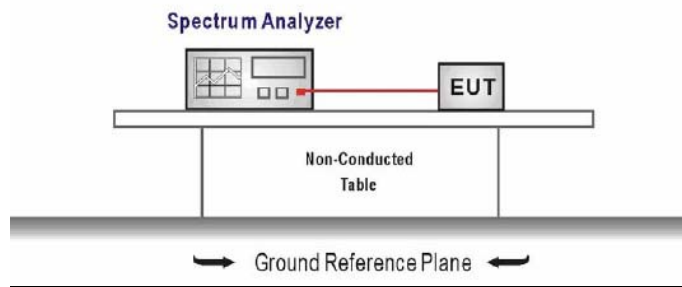 Spectrum Analyzer
EUT
Non-Conducted
Table
Ground Reference Plane